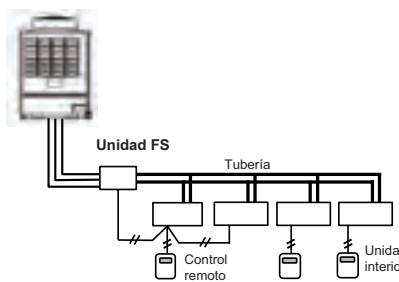 Unidad FS
Tubería
Control
remoto
Unida
interio